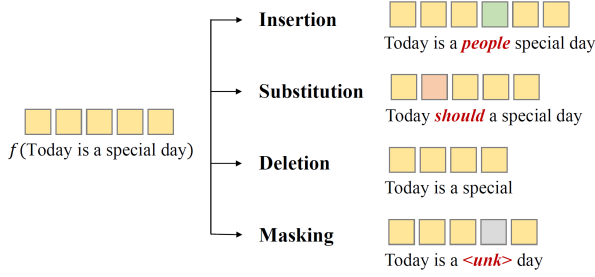 Insertion
Today is a people special day
Substitution
Today should a special day
f(Today is a special day)
Deletion
Today is a special
Masking
Today is a <unk> day